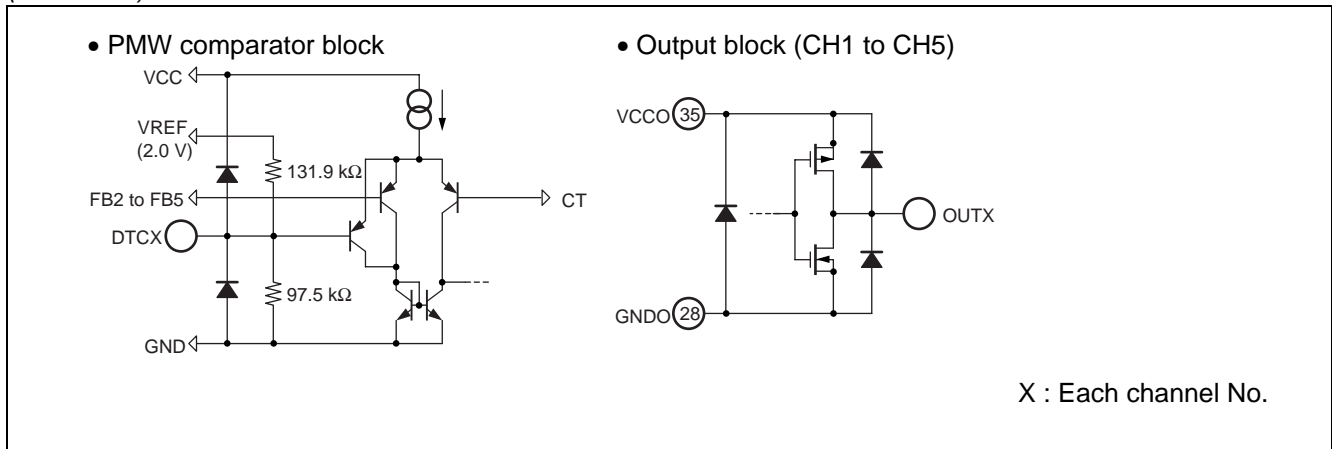 • PMW comparator block
VCC
VREF
(2.0 V)
131.9 kΩ
FB2 to FB5
CT
DTCX
97.5 kΩ
GND
• Output block (CH1 to CH5)
VCCO 35
OUTX
GNDO 28
X : Each channel No.